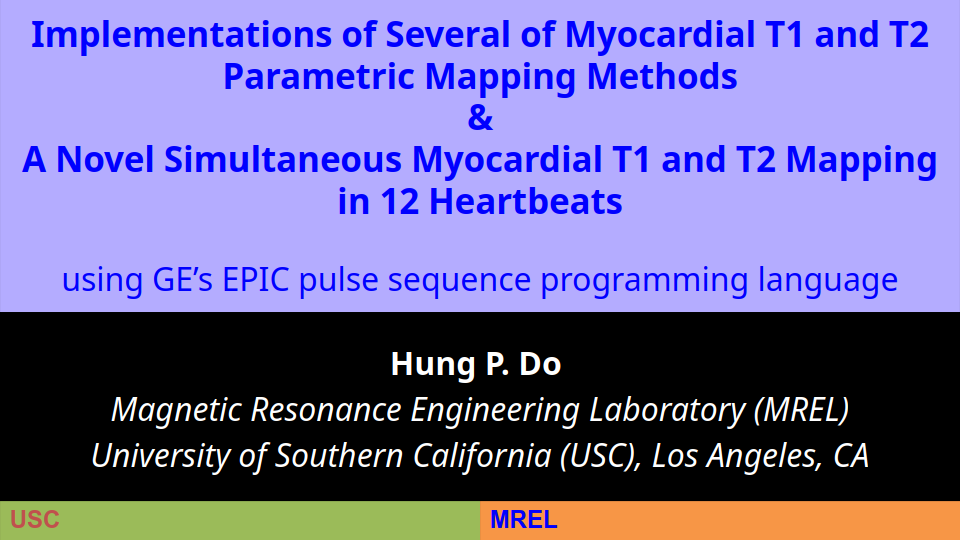 Implementations of Several of Myocardial T1 and T2
Parametric Mapping Methods
&
A Novel Simultaneous Myocardial T1 and T2 Mapping
in 12 Heartbeats
using GE’s EPIC pulse sequence programming language
Hung P. Do
Magnetic Resonance Engineering Laboratory (MREL)
University of Southern California (USC), Los Angeles, CA
USC
MREL